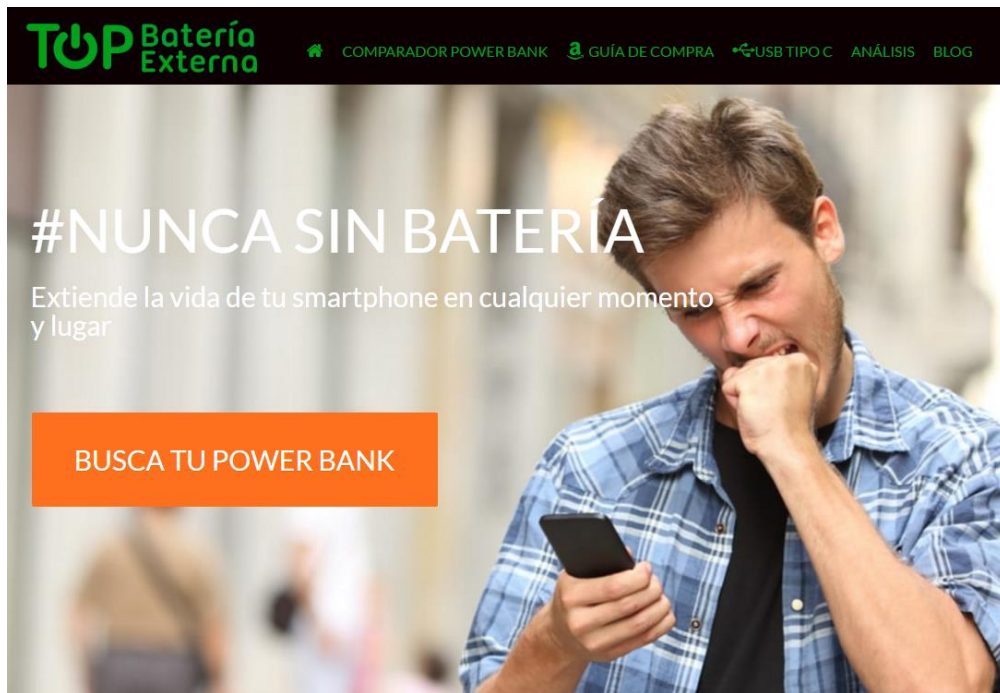 TOP Batería
Externa
COMPARADOR POWER BANK GUÍA DE COMPRA USB TIPO C ANÁLISIS BLOG
#NUNCA SIN BATERÍA
Extiende la vida de tu smartphone en cualquier momento
y lugar
BUSCA TU POWER BANK